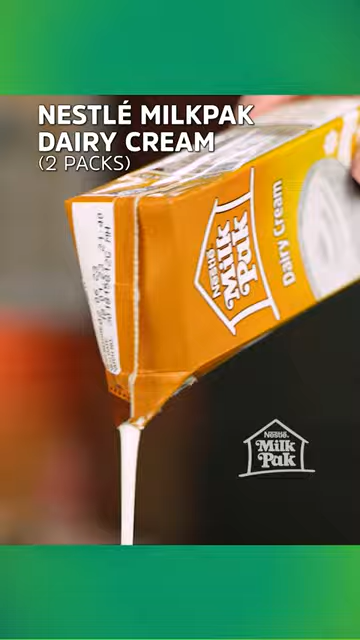 NESTLÉ MILKPAK
DAIRY CREAM
(2 PACKS)
Nestlé
Milk
Pak
Dairy Cream
Nestlé
Milk
Pak